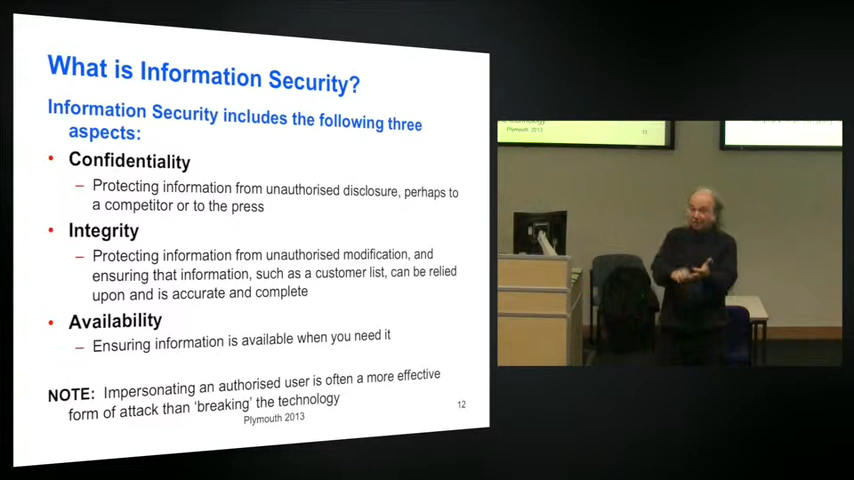 What is Information Security?
Information Security includes the following three
aspects:
• Confidentiality
– Protecting information from unauthorised disclosure, perhaps to
a competitor or to the press
• Integrity
– Protecting information from unauthorised modification, and
ensuring that information, such as a customer list, can be relied
upon and is accurate and complete
• Availability
– Ensuring information is available when you need it
NOTE: Impersonating an authorised user is often a more effective
form of attack than ‘breaking’ the technology
Plymouth 2013
12
Plymouth 2013
11